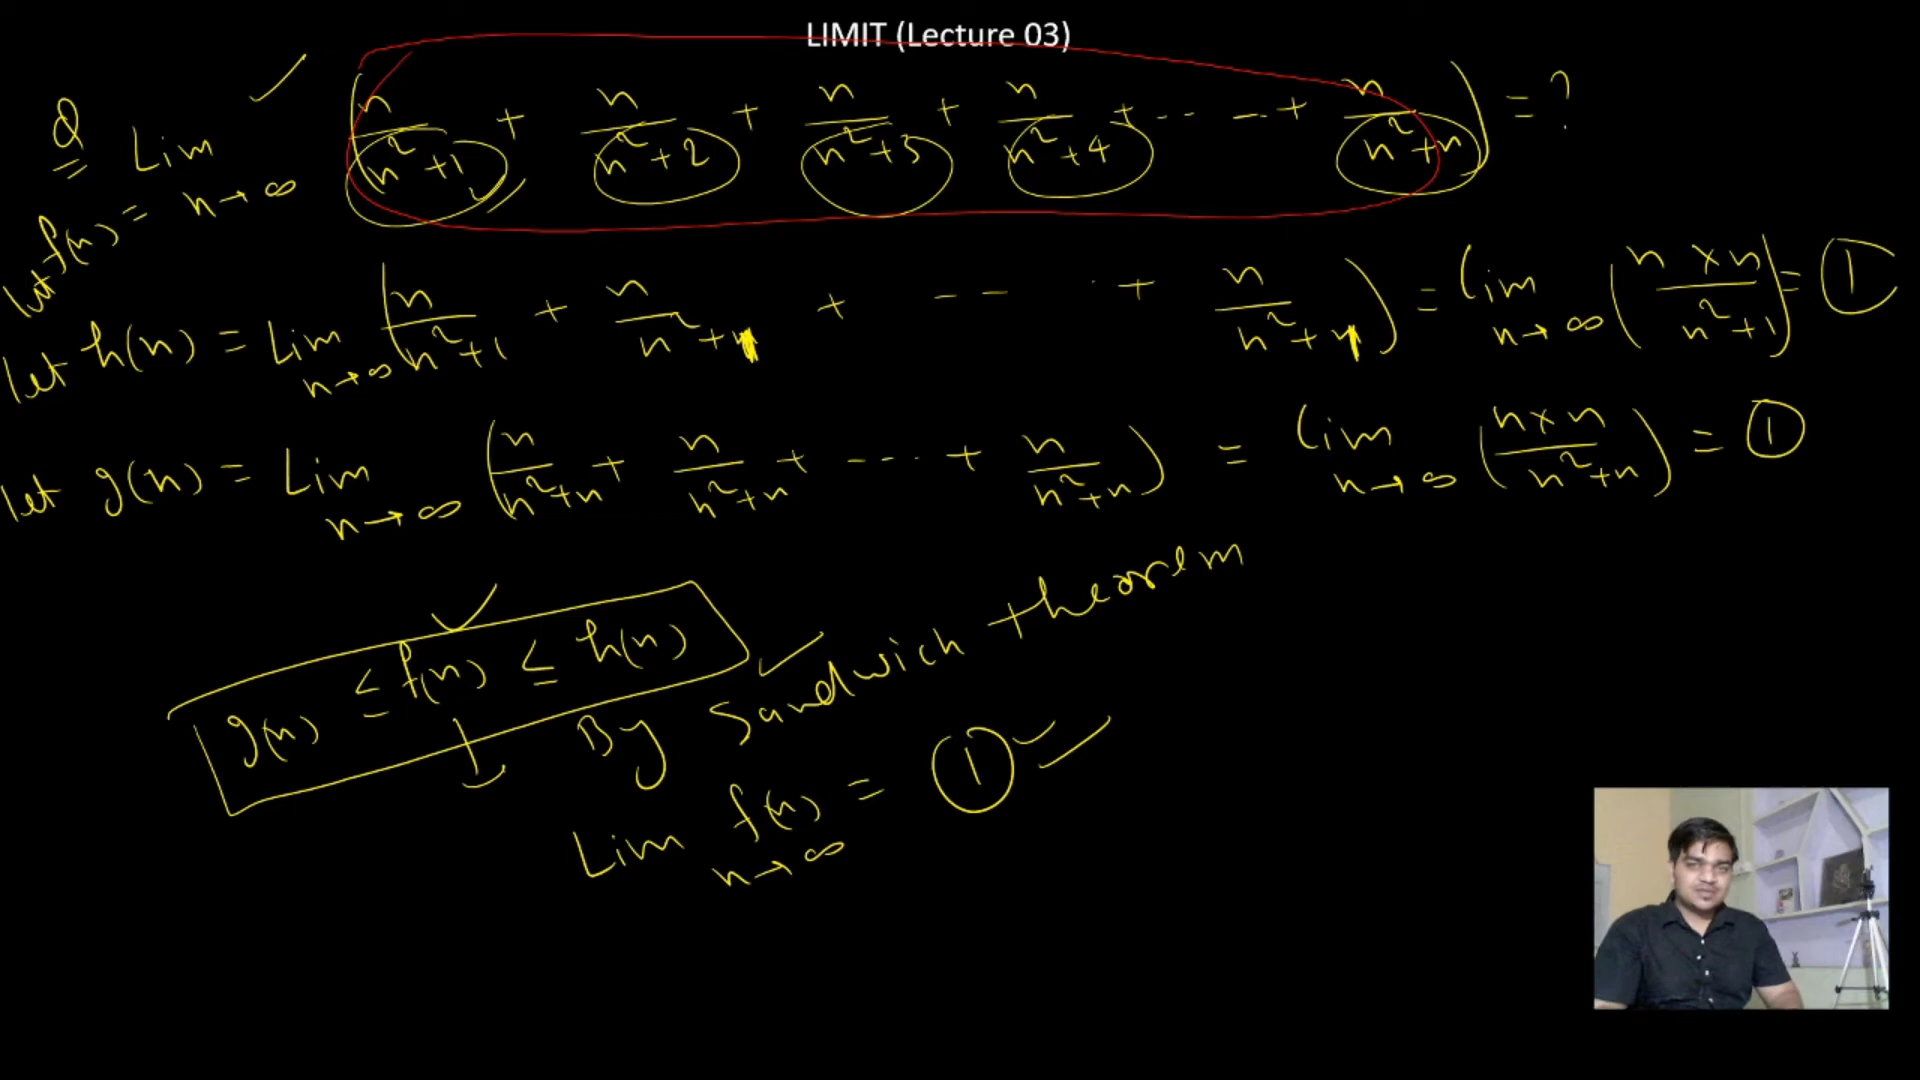 LIMIT (Lecture 03)
Q Lim n→∞ (n/(n²+1) + n/(n²+2) + n/(n²+3) + n/(n²+4) + ----- + n/(n²+n)) = ?
let f(n) =
let h(n) = Lim n→∞ (n/(n²+1) + n/(n²+1) + ---- + n/(n²+1)) = Lim n→∞ (n×n/(n²+1)) = 1
let g(n) = Lim n→∞ (n/(n²+n) + n/(n²+n) + ---- + n/(n²+n)) = Lim n→∞ (n×n/(n²+n)) = 1
g(n) ≤ f(n) ≤ h(n)
By Sandwich theorem
Lim n→∞ f(n) = 1